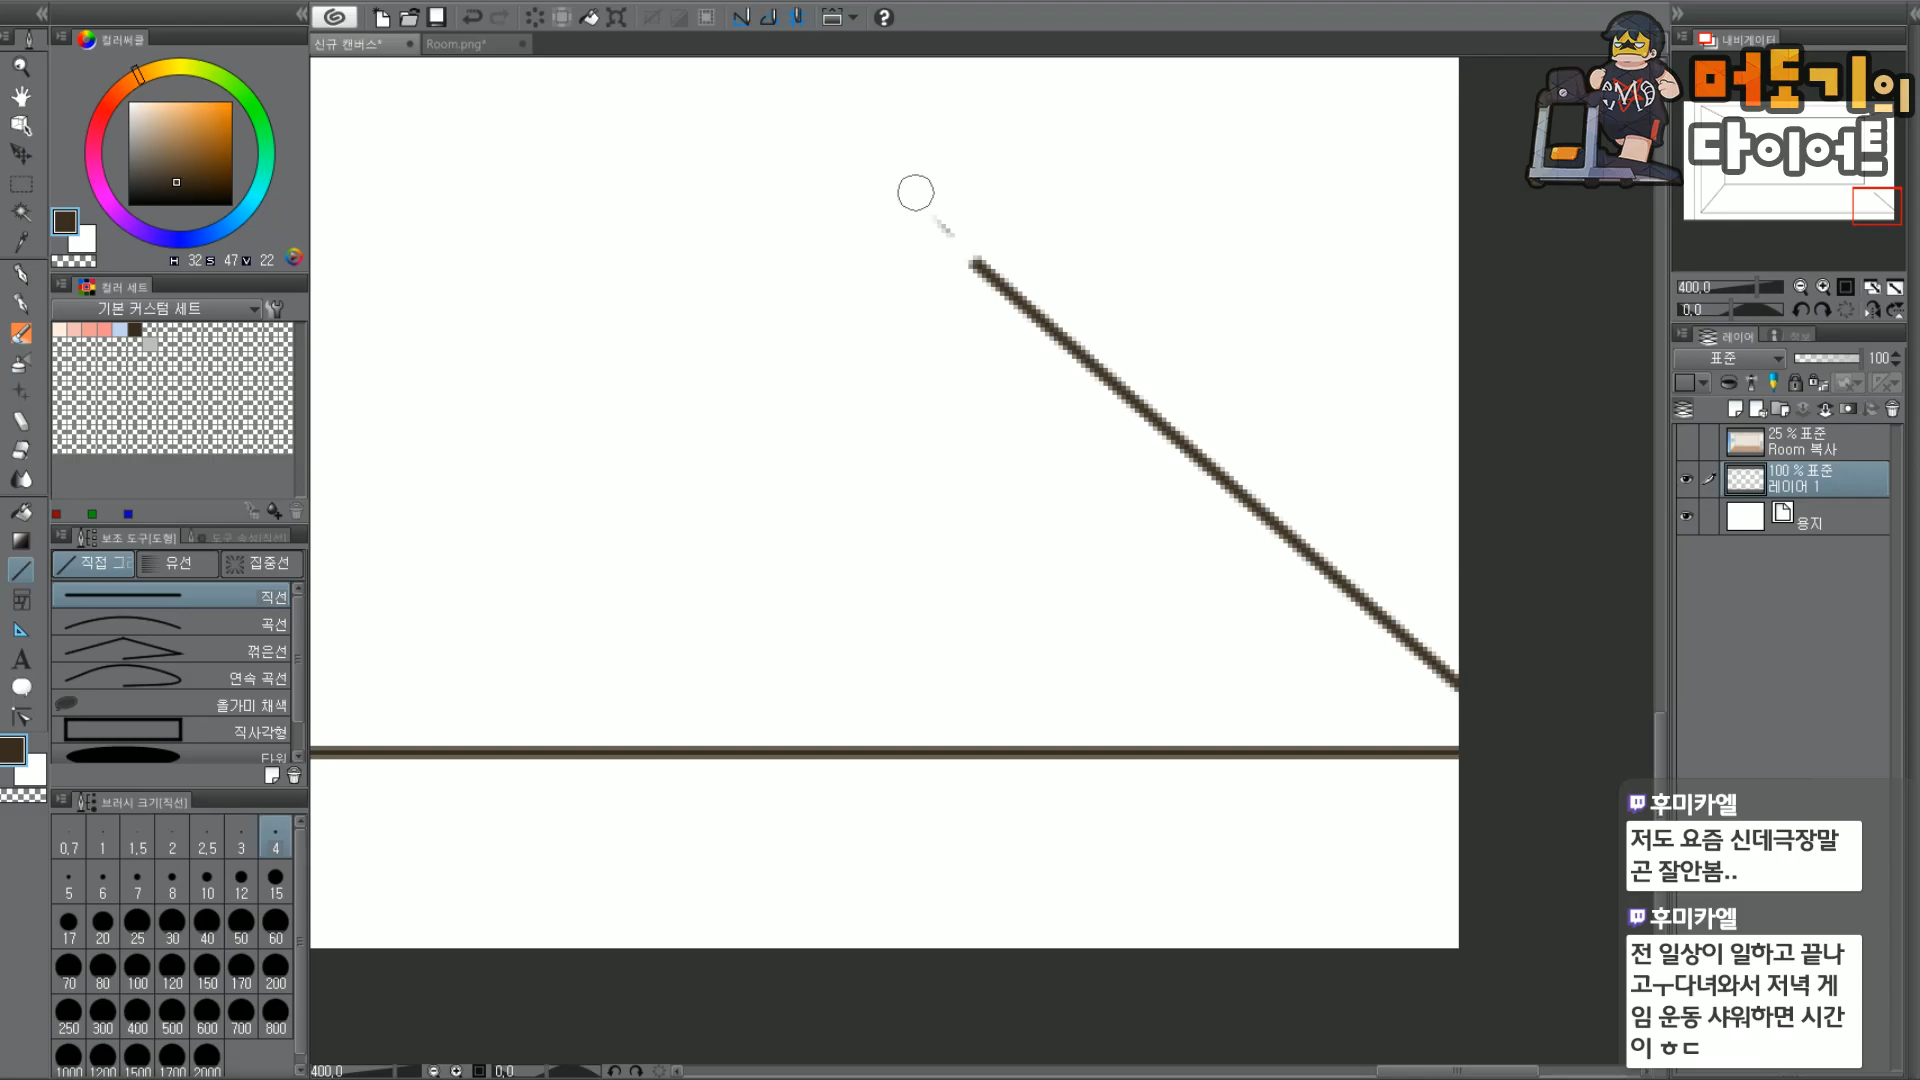 컬러써클
H 32 S 47 V 22
컬러 세트
기본 커스텀 세트
보조 도구[도형]
도구 속성[직선]
직접 그
유선
집중선
직선
곡선
꺾은선
연속 곡선
올가미 채색
직사각형
타원
브러시 크기[직선]
0.7 1 1.5 2 2.5 3 4
5 6 7 8 10 12 15
17 20 25 30 40 50 60
70 80 100 120 150 170 200
250 300 400 500 600 700 800
1000 1200 1500 1700 2000
신규 캔버스*
Room.png*
400.0
0.0
내비게이터
머도기의
다이어트
400.0
0.0
레이어
정보
표준
100
25 % 표준
Room 복사
100 % 표준
레이어 1
용지
후미카엘
저도 요즘 신데극장말
곤 잘안봄..
후미카엘
전 일상이 일하고 끝나
고ㅜ다녀와서 저녁 게
임 운동 샤워하면 시간
이 ㅎㄷ